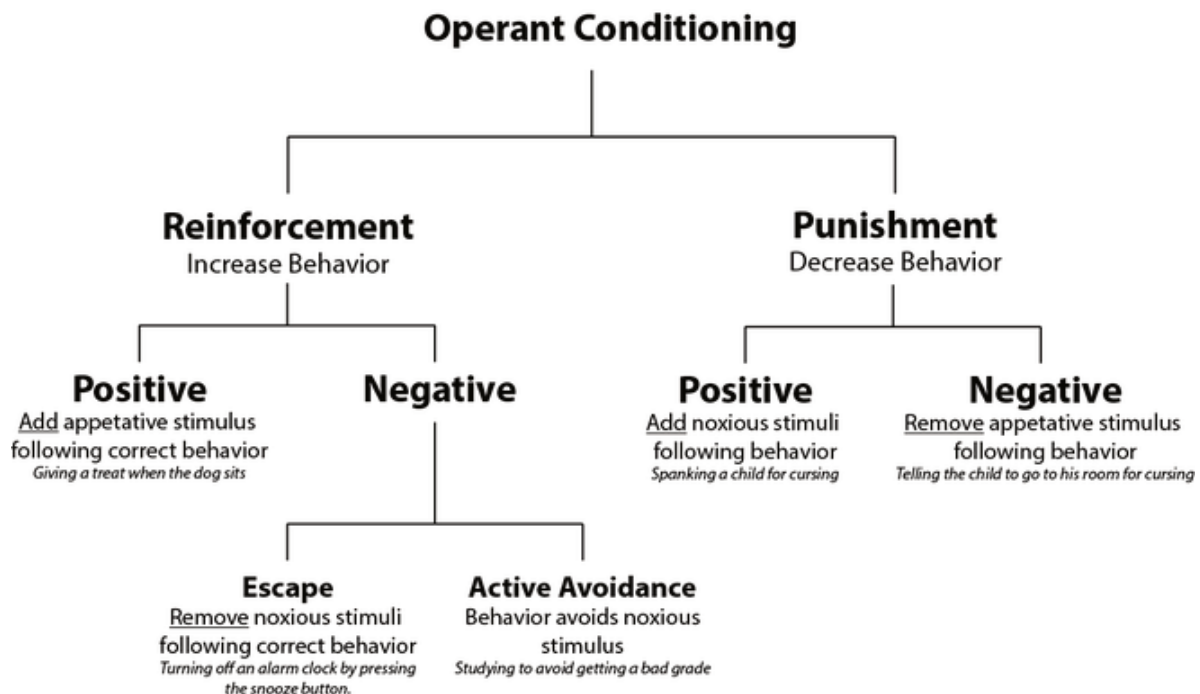 Operant Conditioning
Reinforcement
Increase Behavior
Punishment
Decrease Behavior
Positive
Add appetative stimulus
following correct behavior
Giving a treat when the dog sits
Negative
Positive
Add noxious stimuli
following behavior
Spanking a child for cursing
Negative
Remove appetative stimulus
following behavior
Telling the child to go to his room for cursing
Escape
Remove noxious stimuli
following correct behavior
Turning off an alarm clock by pressing
the snooze button.
Active Avoidance
Behavior avoids noxious
stimulus
Studying to avoid getting a bad grade